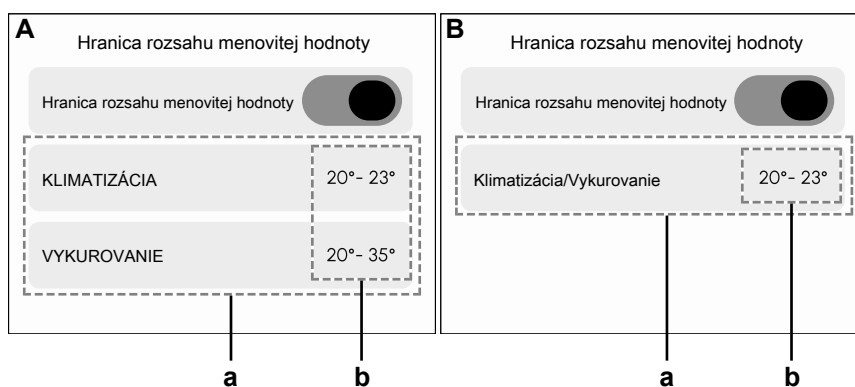 A
Hranica rozsahu menovitej hodnoty
Hranica rozsahu menovitej hodnoty
KLIMATIZÁCIA 20°- 23°
VYKUROVANIE 20°- 35°
a b
B
Hranica rozsahu menovitej hodnoty
Hranica rozsahu menovitej hodnoty
Klimatizácia/Vykurovanie 20°- 23°
a b